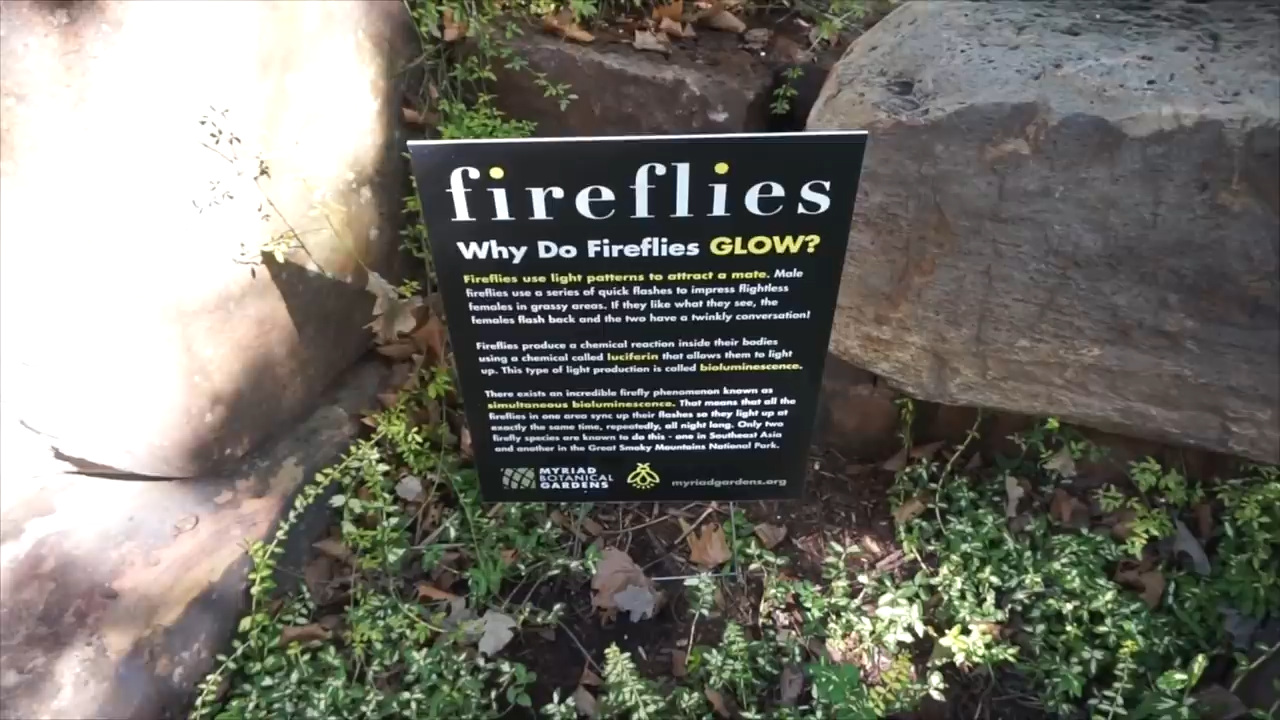 fireflies
Why Do Fireflies GLOW?
Fireflies use light patterns to attract a mate. Male
fireflies use a series of quick flashes to impress flightless
females in grassy areas. If they like what they see, the
females flash back and the two have a twinkly conversation!
Fireflies produce a chemical reaction inside their bodies
using a chemical called luciferin that allows them to light
up. This type of light production is called bioluminescence.
There exists an incredible firefly phenomenon known as
simultaneous bioluminescence. That means that all the
fireflies in one area sync up their flashes so they light up at
exactly the same time, repeatedly, all night long. Only two
firefly species are known to do this - one in Southeast Asia
and another in the Great Smoky Mountains National Park.
MYRIAD
BOTANICAL
GARDENS
myriadgardens.org